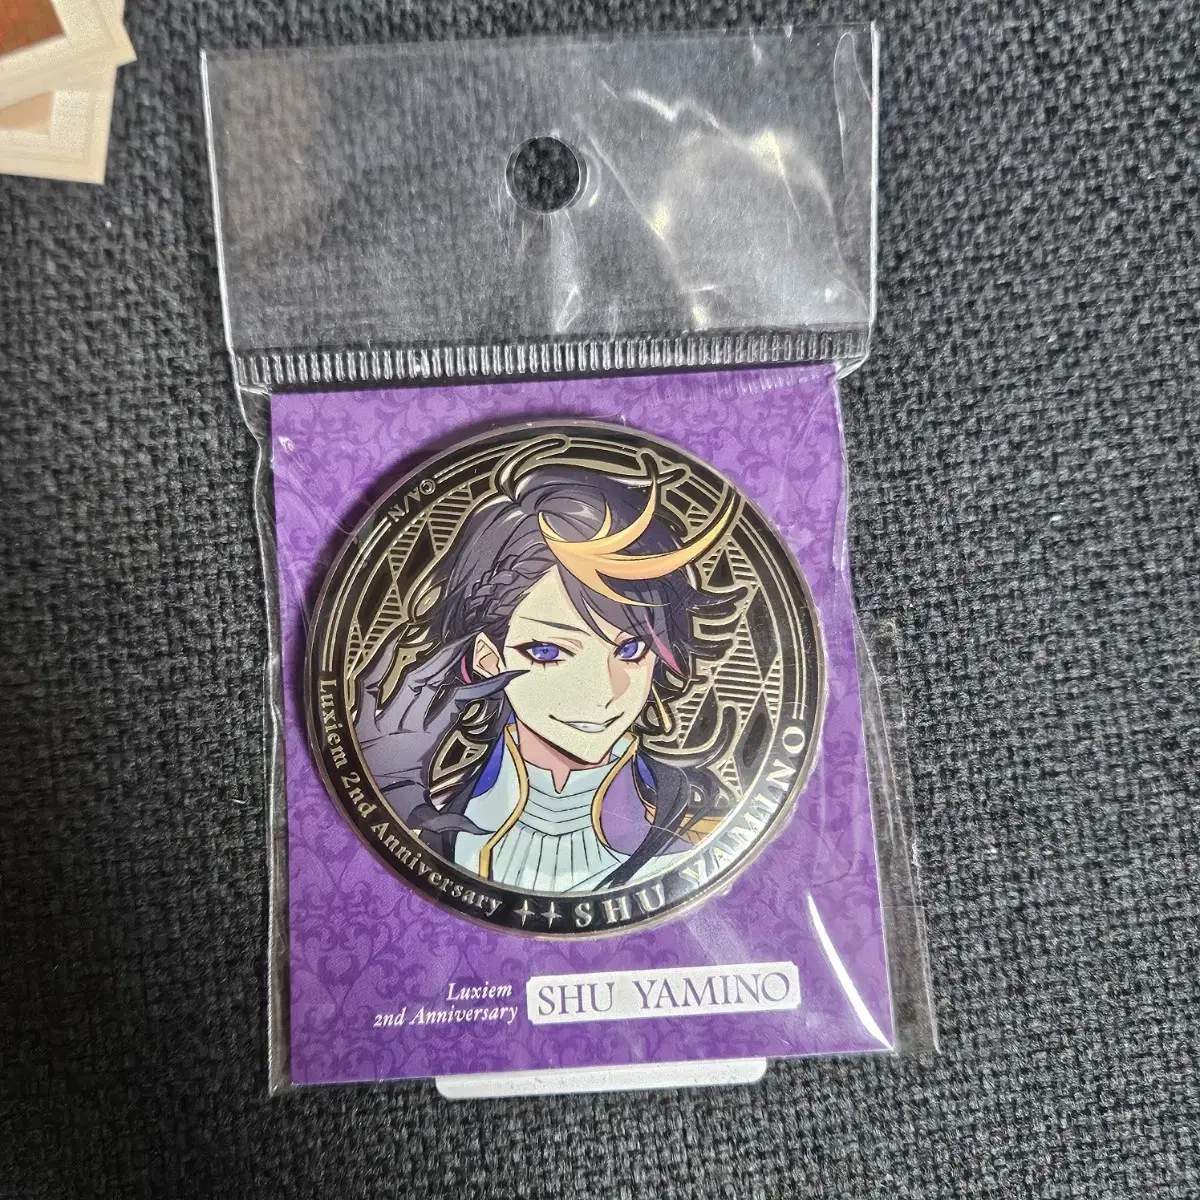 ©A/N
Luxiem 2nd Anniversary
SHU YAMINO
Luxiem
2nd Anniversary
SHU YAMINO